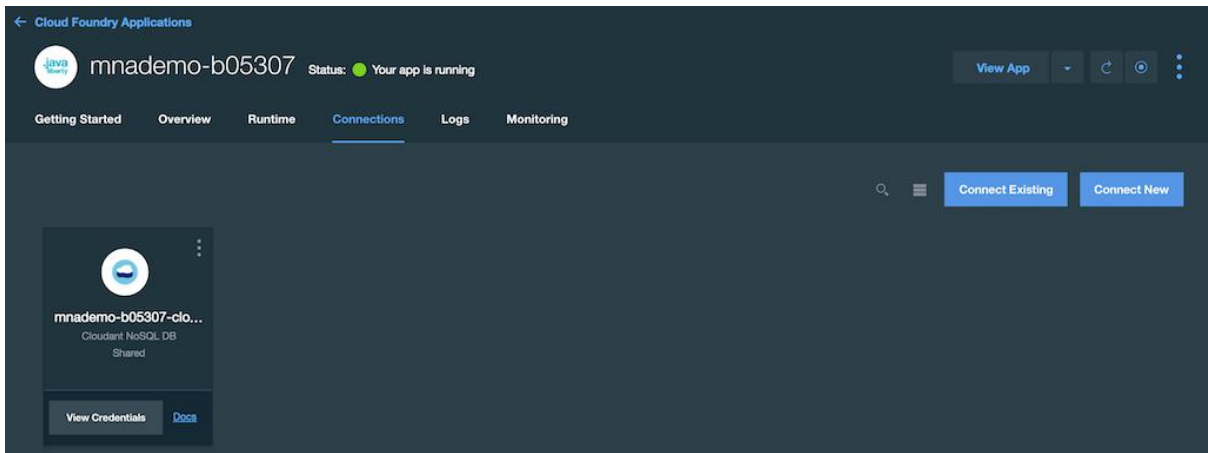 Cloud Foundry Applications
java
liberty
mnademo-b05307 Status: Your app is running
View App
Getting Started Overview Runtime Connections Logs Monitoring
Connect Existing Connect New
mnademo-b05307-clo...
Cloudant NoSQL DB
Shared
View Credentials Docs